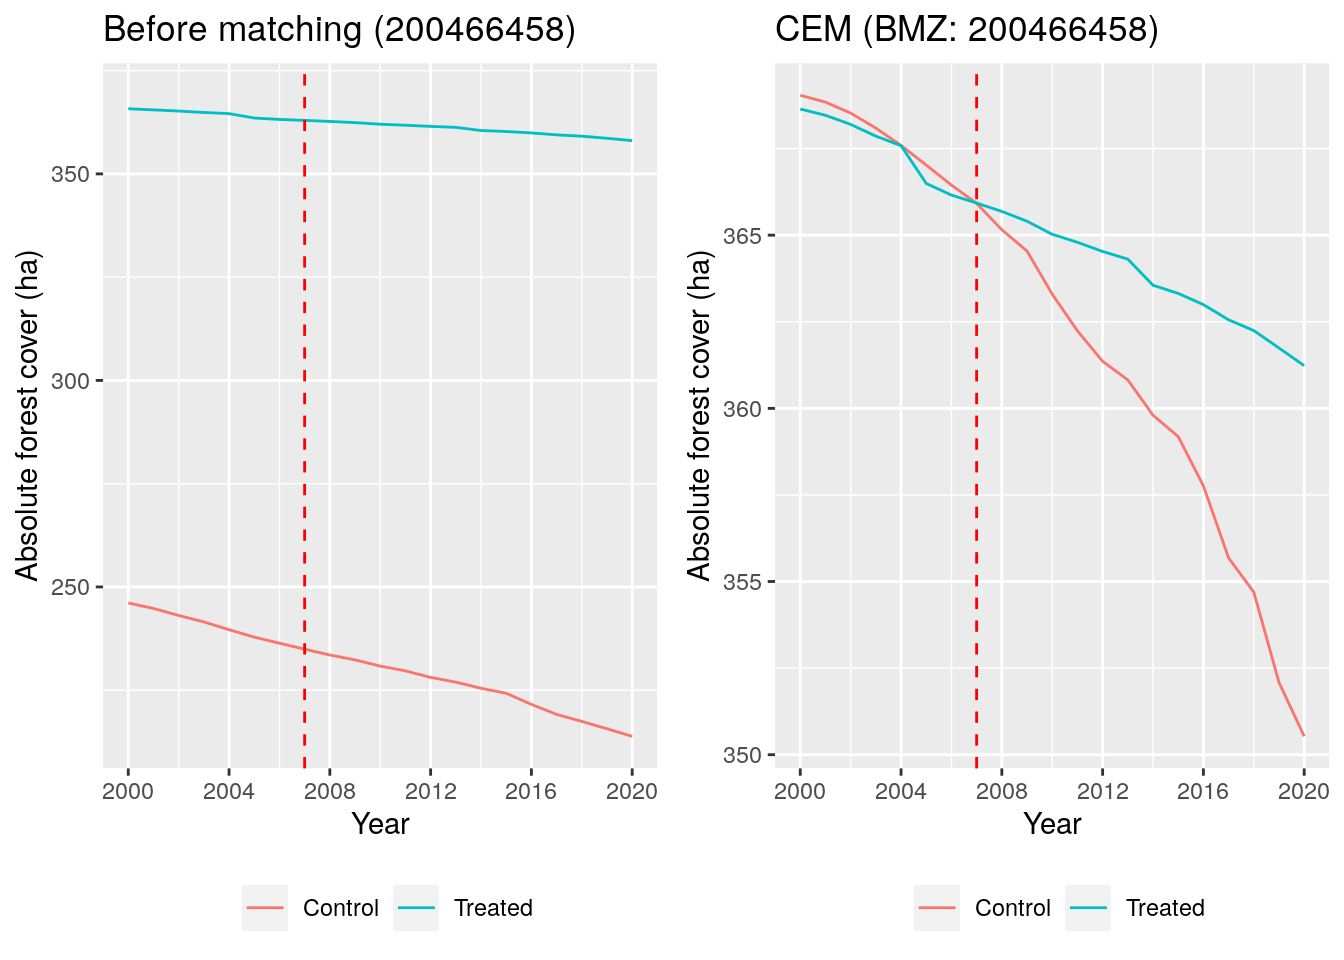 Before matching (200466458)
Absolute forest cover (ha)
350
300
250
2000 2004 2008 2012 2016 2020
Year
Control Treated
CEM (BMZ: 200466458)
Absolute forest cover (ha)
365
360
355
350
2000 2004 2008 2012 2016 2020
Year
Control Treated